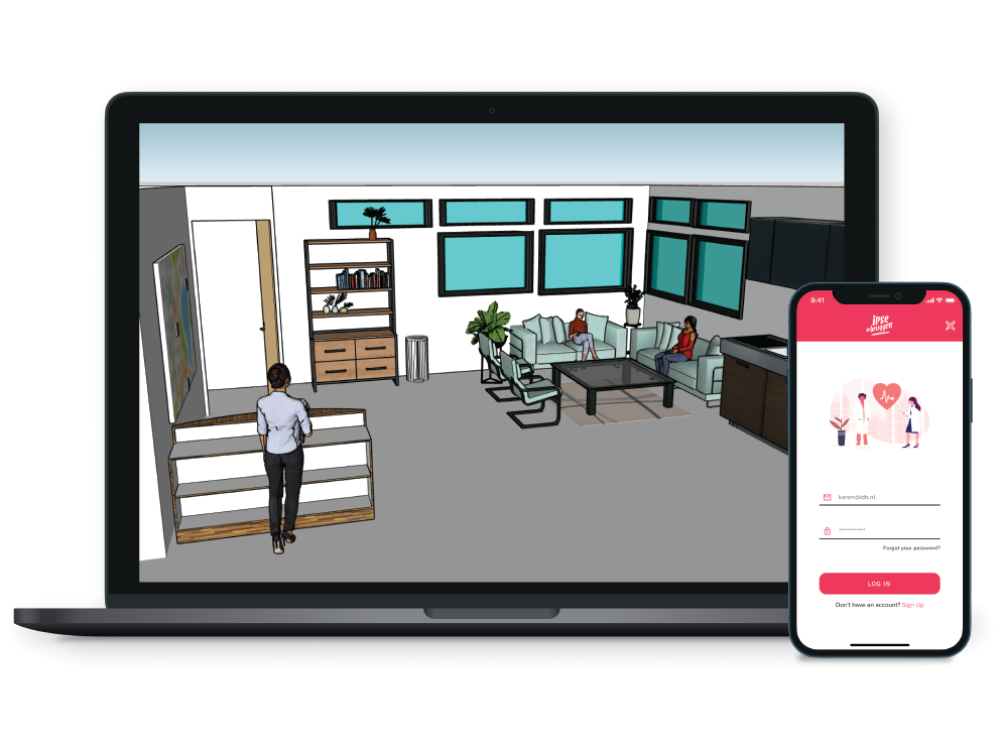 9:41
ipse
de bruggen
karen@idb.nl
************
Forgot your password?
LOG IN
Don't have an account? Sign Up